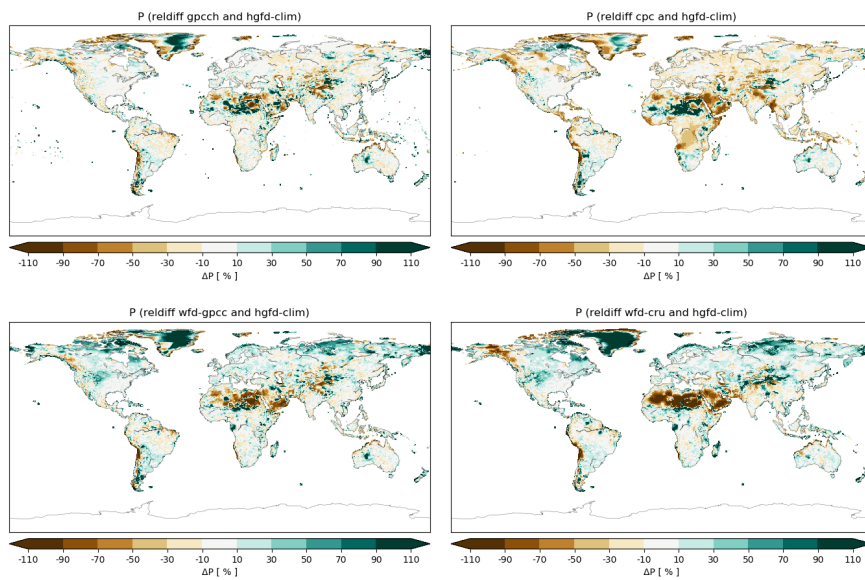 P (reldiff gpcch and hgfd-clim)
P (reldiff cpc and hgfd-clim)
-110 -90 -70 -50 -30 -10 10 30 50 70 90 110
-110 -90 -70 -50 -30 -10 10 30 50 70 90 110
ΔP [ % ]
ΔP [ % ]
P (reldiff wfd-gpcc and hgfd-clim)
P (reldiff wfd-cru and hgfd-clim)
-110 -90 -70 -50 -30 -10 10 30 50 70 90 110
-110 -90 -70 -50 -30 -10 10 30 50 70 90 110
ΔP [ % ]
ΔP [ % ]